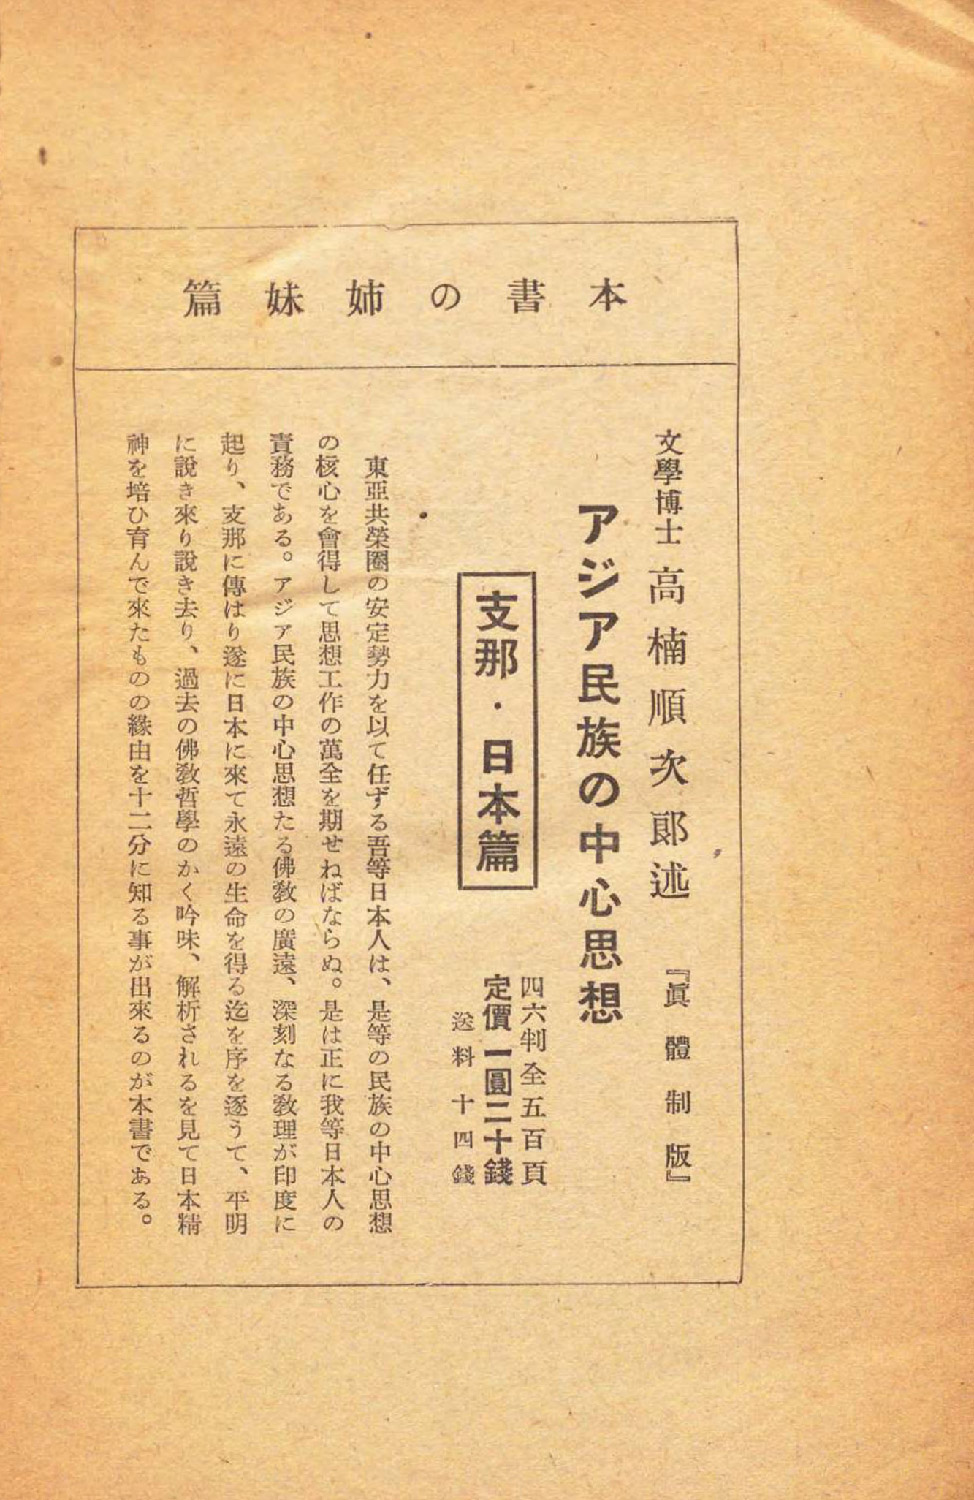 本書の姉妹篇
文學博士 高楠順次郎述 『眞體制版』
アジア民族の中心思想
支那・日本篇
四六判全五百頁
定價一圓二十錢
送料十四錢
東亞共榮圈の安定勢力を以て任ずる吾等日本人は、是等の民族の中心思想
の核心を會得して思想工作の萬全を期せねばならぬ。是は正に我等日本人の
責務である。アジア民族の中心思想たる佛教の廣遠、深刻なる教理が印度に
起り、支那に傳はり遂に日本に來て永遠の生命を得る迄を序を逐うて、平明
に說き來り說き去り、過去の佛教哲學のかく吟味、解析されるを見て日本精
神を培ひ育んで來たものの緣由を十二分に知る事が出來るのが本書である。